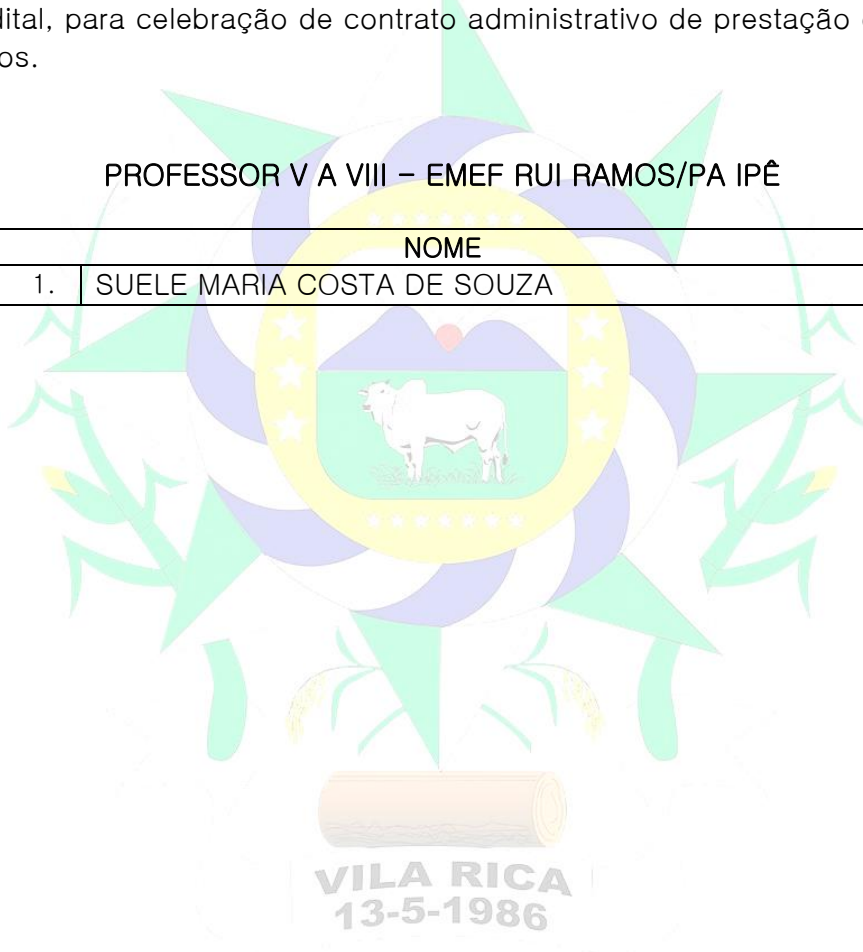 dital, para celebração de contrato administrativo de prestação
os.
PROFESSOR V A VIII – EMEF RUI RAMOS/PA IPÊ
NOME
1. SUELE MARIA COSTA DE SOUZA
VILA RICA
13-5-1986